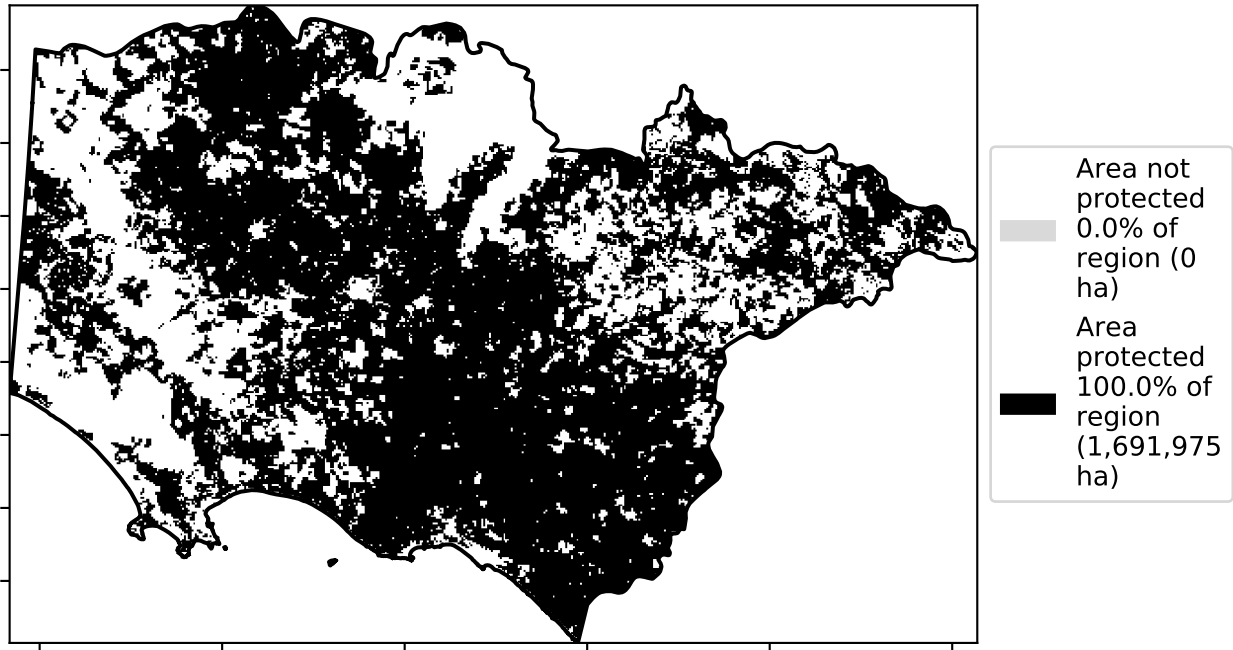 Area not
protected
0.0% of
region (0
ha)
Area
protected
100.0% of
region
(1,691,975
ha)